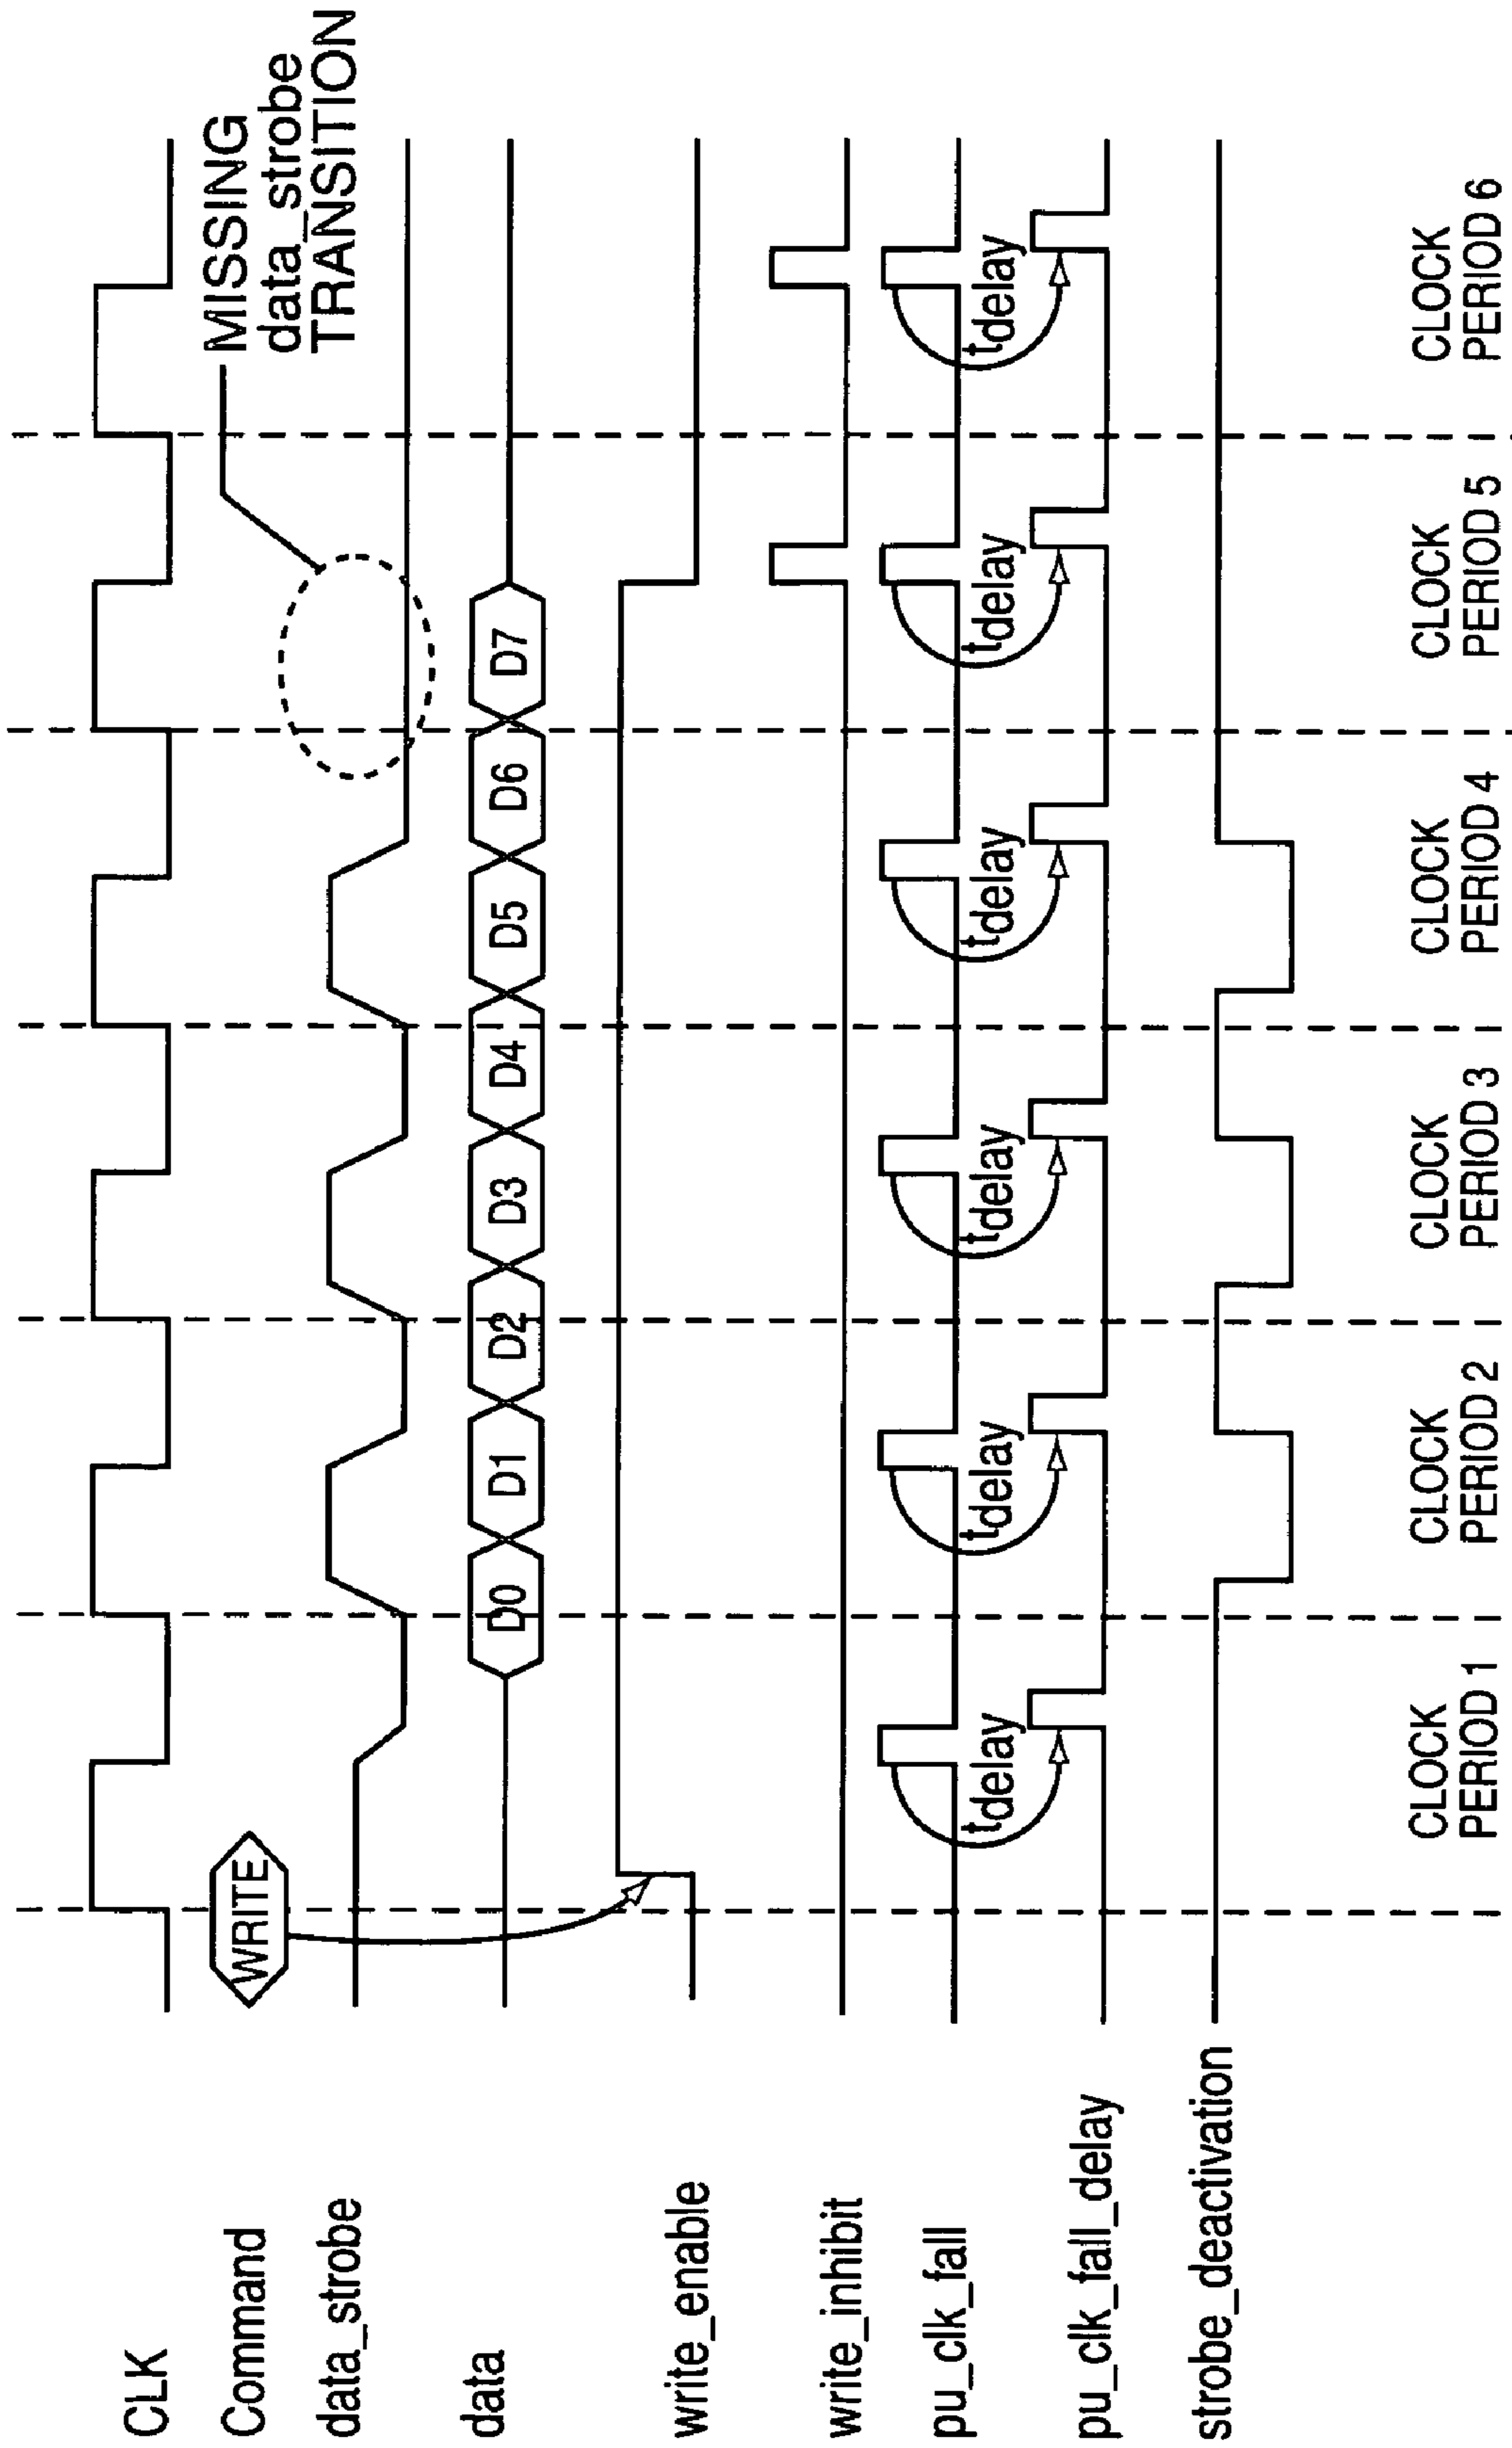 CLK
Command
WRITE
MISSING
data_strobe
TRANSITION
data_strobe
data
D0 D1 D2 D3 D4 D5 D6 D7
write_enable
write_inhibit
pu_clk_fall
tdelay tdelay tdelay tdelay tdelay tdelay
pu_clk_fall_delay
strobe_deactivation
CLOCK
PERIOD 1
CLOCK
PERIOD 2
CLOCK
PERIOD 3
CLOCK
PERIOD 4
CLOCK
PERIOD 5
CLOCK
PERIOD 6